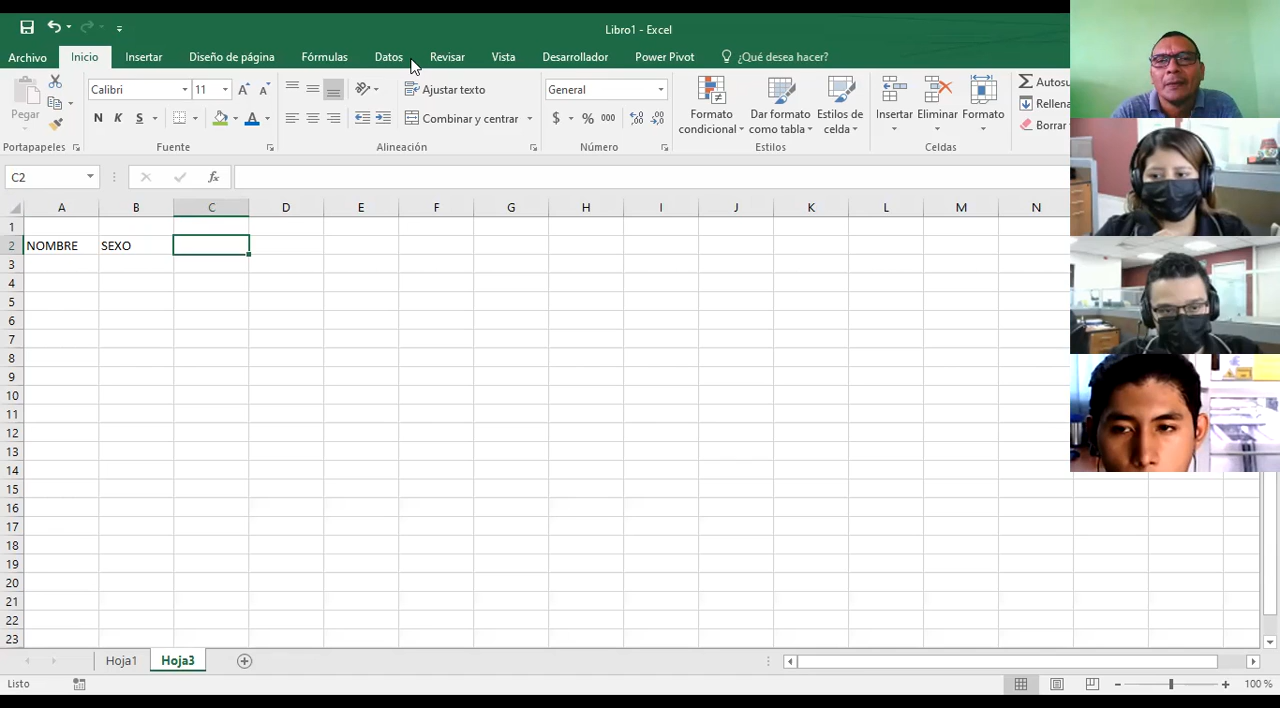 Libro1 - Excel
Archivo Inicio Insertar Diseño de página Fórmulas Datos Revisar Vista Desarrollador Power Pivot ¿Qué desea hacer?
Pegar
Calibri 11
N K S
Ajustar texto
Combinar y centrar
General
$ % 000
Formato condicional
Dar formato como tabla
Estilos de celda
Insertar Eliminar Formato
Autosu
Rellena
Borrar
Portapapeles Fuente Alineación Número Estilos Celdas
C2 fx
A B C D E F G H I J K L M N
1
2 NOMBRE SEXO
3
4
5
6
7
8
9
10
11
12
13
14
15
16
17
18
19
20
21
22
23
Hoja1 Hoja3
Listo 100 %